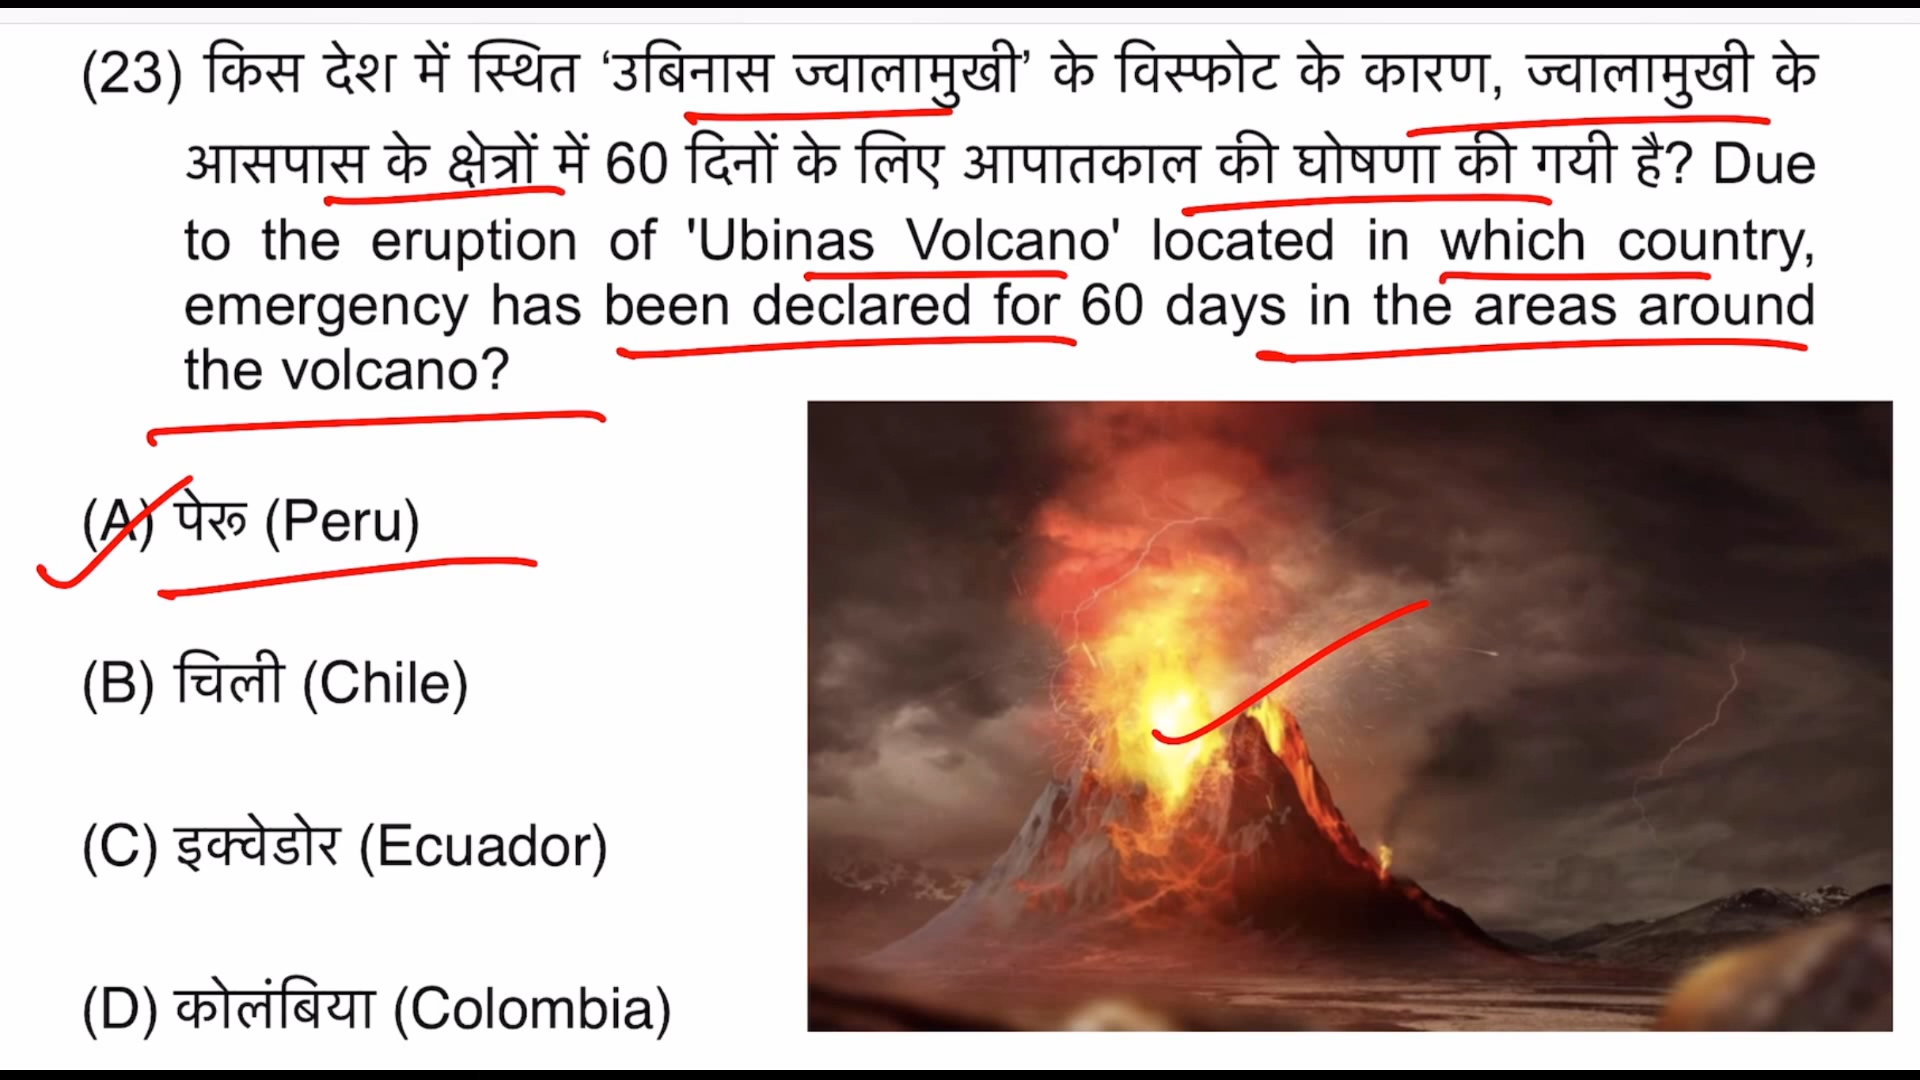 (23) किस देश में स्थित ‘उबिनास ज्वालामुखी’ के विस्फोट के कारण, ज्वालामुखी के
आसपास के क्षेत्रों में 60 दिनों के लिए आपातकाल की घोषणा की गयी है? Due
to the eruption of 'Ubinas Volcano' located in which country,
emergency has been declared for 60 days in the areas around
the volcano?
(A) पेरू (Peru)
(B) चिली (Chile)
(C) इक्वेडोर (Ecuador)
(D) कोलंबिया (Colombia)